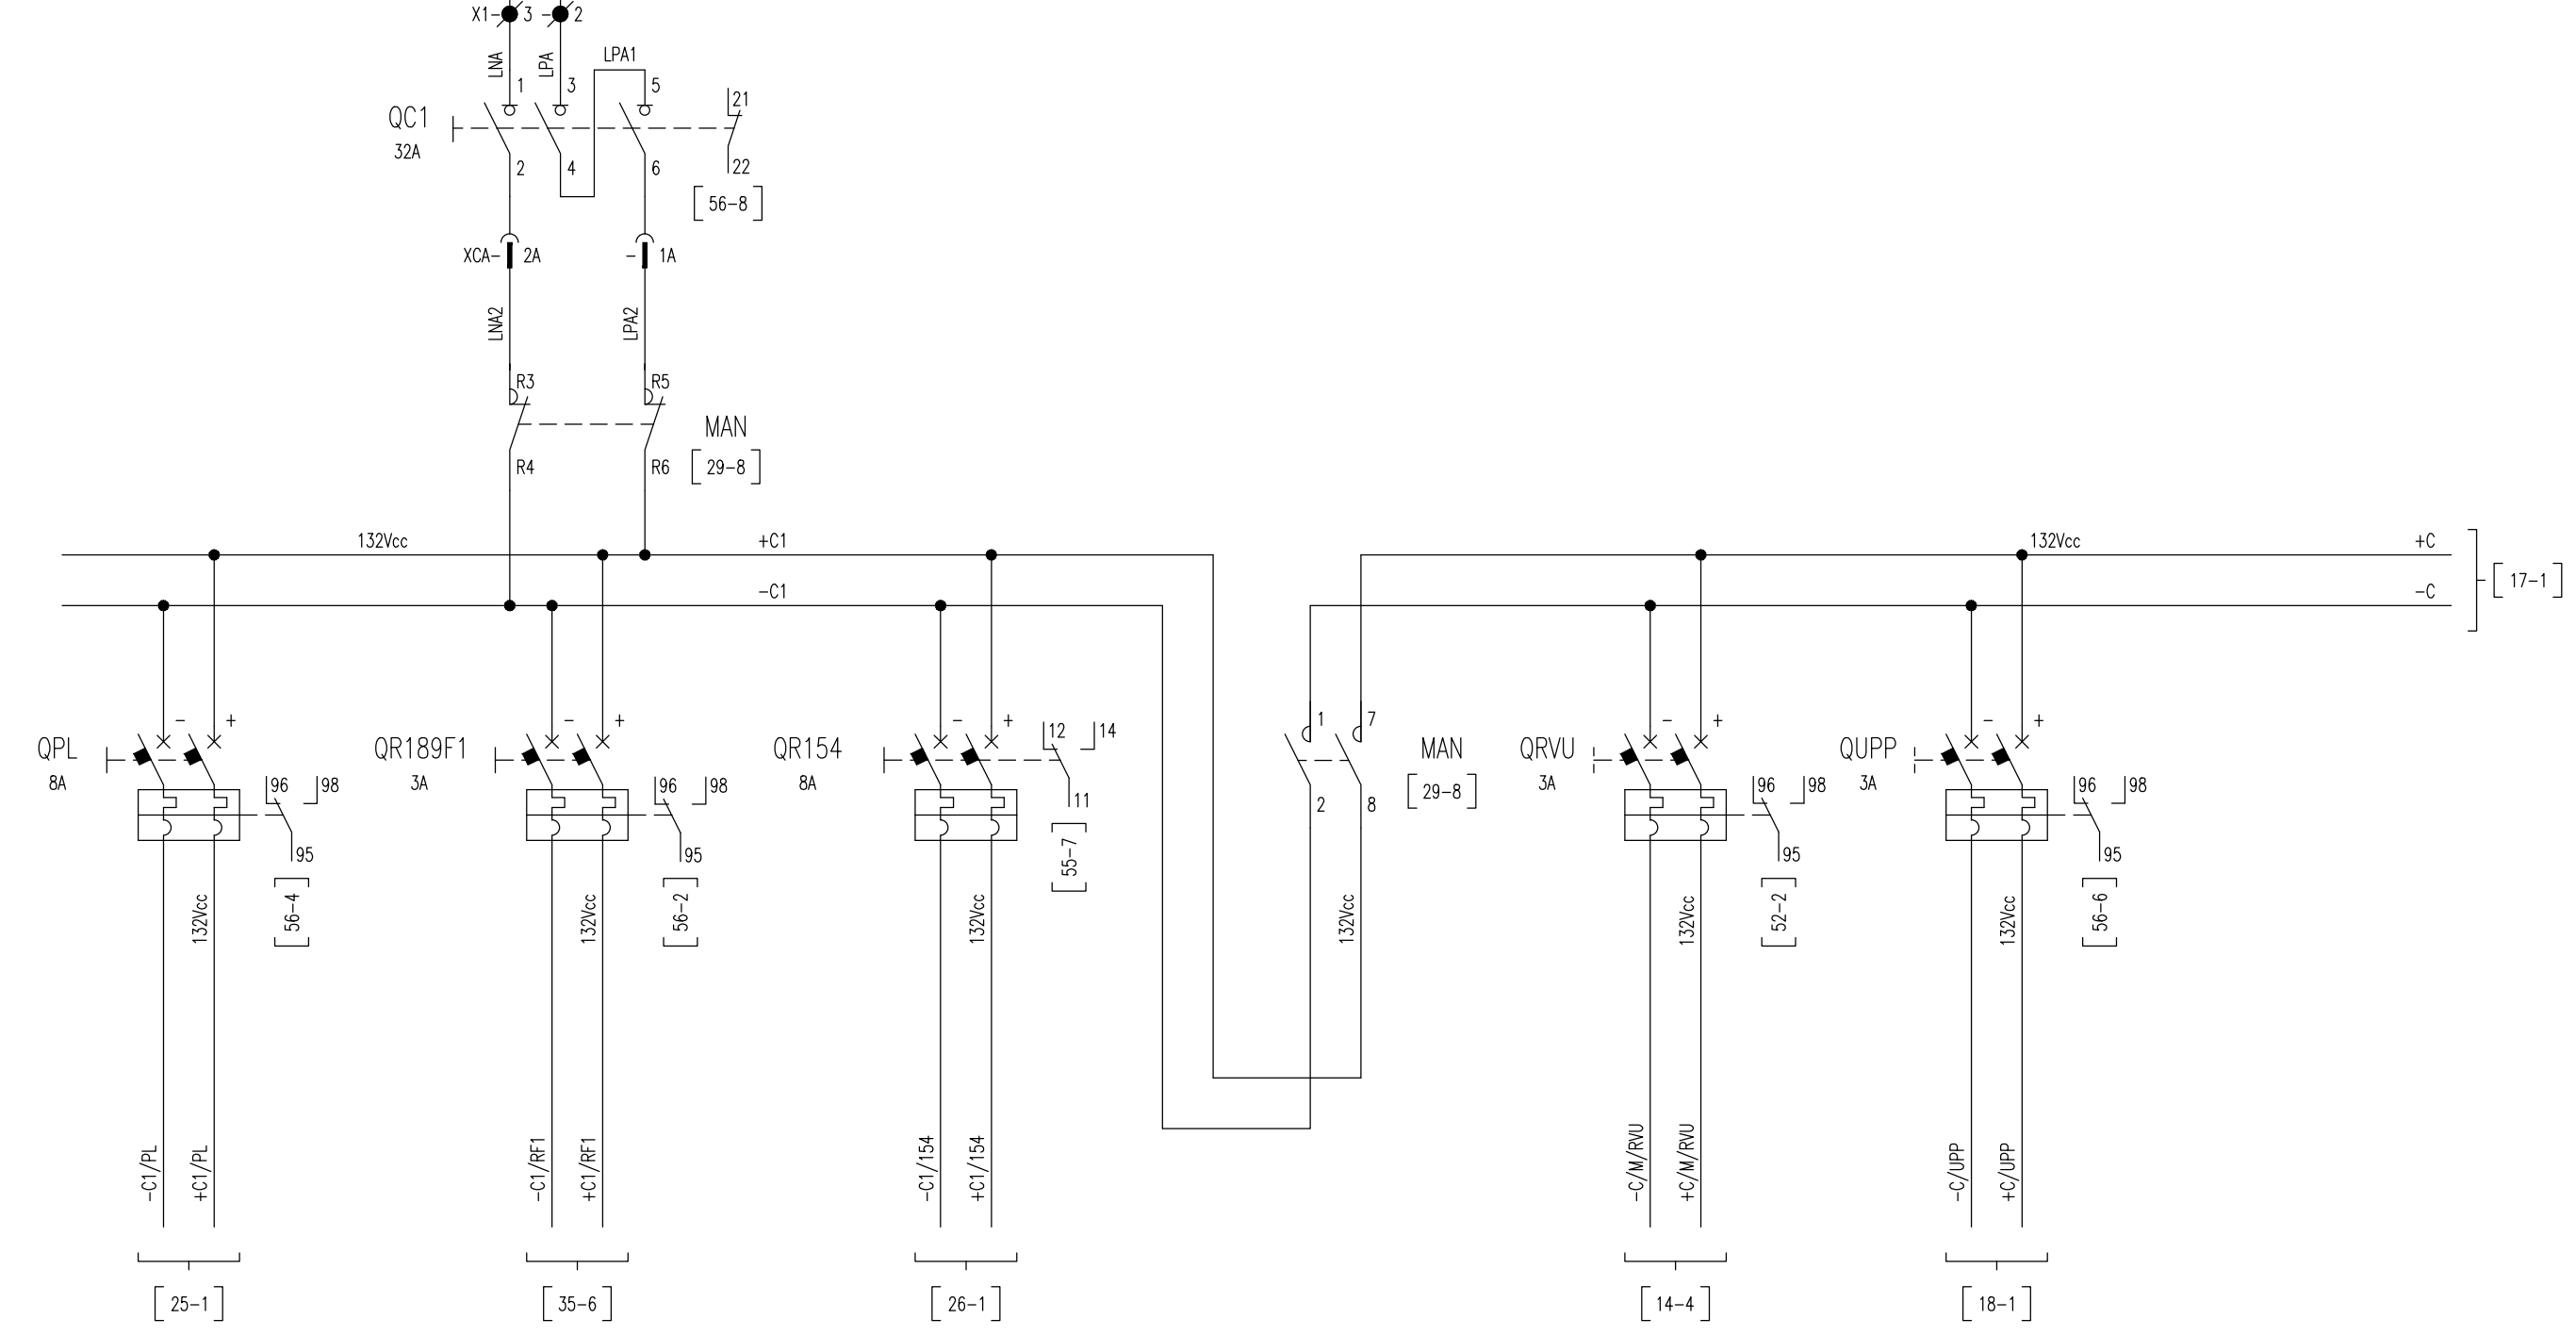 X1- 3 - 2
LNA LPA LPA1
1 3 5
21
QC1
32A
2 4 6
22
56-8
XCA- 2A - 1A
LNA2 LPA2
R3 R5
MAN
R4 R6 29-8
132Vcc +C1 132Vcc +C
17-1
-C1 -C
- + - + - + 1 7 - + - +
12 14
QPL QR189F1 QR154 MAN QRVU QUPP
8A 3A 8A 29-8 3A 3A
96 98 96 98 11 2 8 96 98 96 98
95 95 55-7 95 95
132Vcc 56-4 132Vcc 56-2 132Vcc 132Vcc 132Vcc 52-2 132Vcc 56-6
-C1/PL +C1/PL -C1/RF1 +C1/RF1 -C1/154 +C1/154 -C/M/RVU +C/M/RVU -C/UPP +C/UPP
25-1 35-6 26-1 14-4 18-1